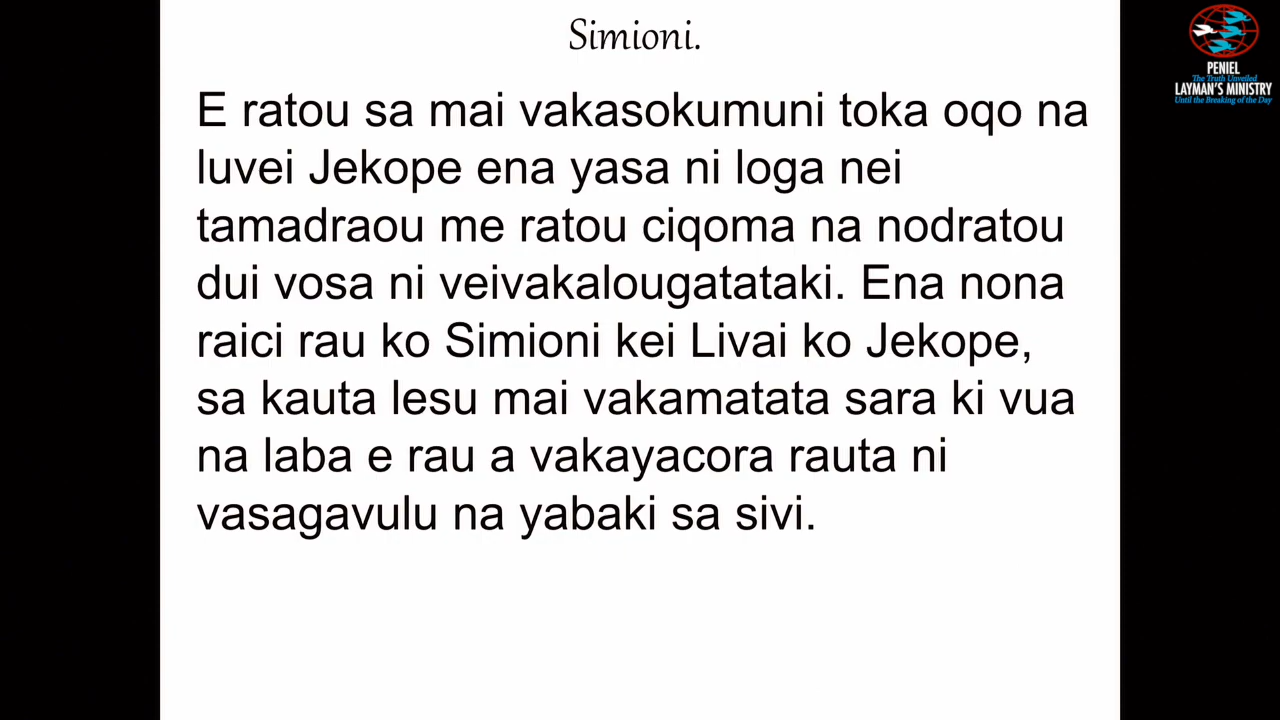 Simioni.
E ratou sa mai vakasokumuni toka oqo na
luvei Jekope ena yasa ni loga nei
tamadraou me ratou ciqoma na nodratou
dui vosa ni veivakalougatataki. Ena nona
raici rau ko Simioni kei Livai ko Jekope,
sa kauta lesu mai vakamatata sara ki vua
na laba e rau a vakayacora rauta ni
vasagavulu na yabaki sa sivi.
PENIEL
The Truth Unveiled
LAYMAN'S MINISTRY
Until the Breaking of the Day